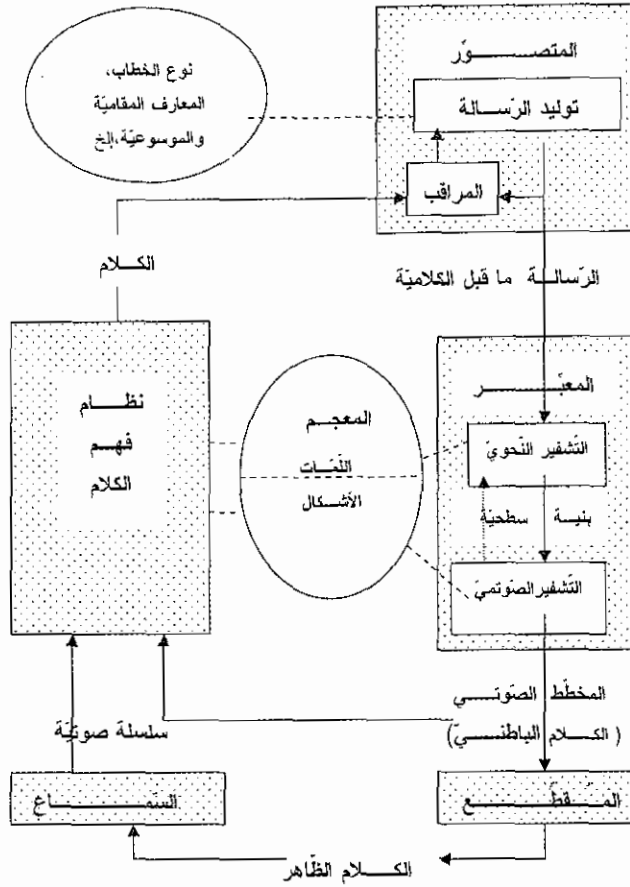 المتصوّر
توليد الرّسالة
المراقب
نوع الخطاب،
المعارف المقاميّة
والموسوعيّة،إلخ
الكلام
الرّسالة ما قبل الكلاميّة
المعبّر
التّشفير النّحويّ
بنية سطحيّة
التّشفير الصّوتميّ
المعجم
اللّمّات
الأشكال
نظام
فهم
الكلام
المخطّط الصّوتي
(الكلام الباطنيّ)
سلسلة صوتيّة
المقطّع
السّماع
الكلام الظّاهر